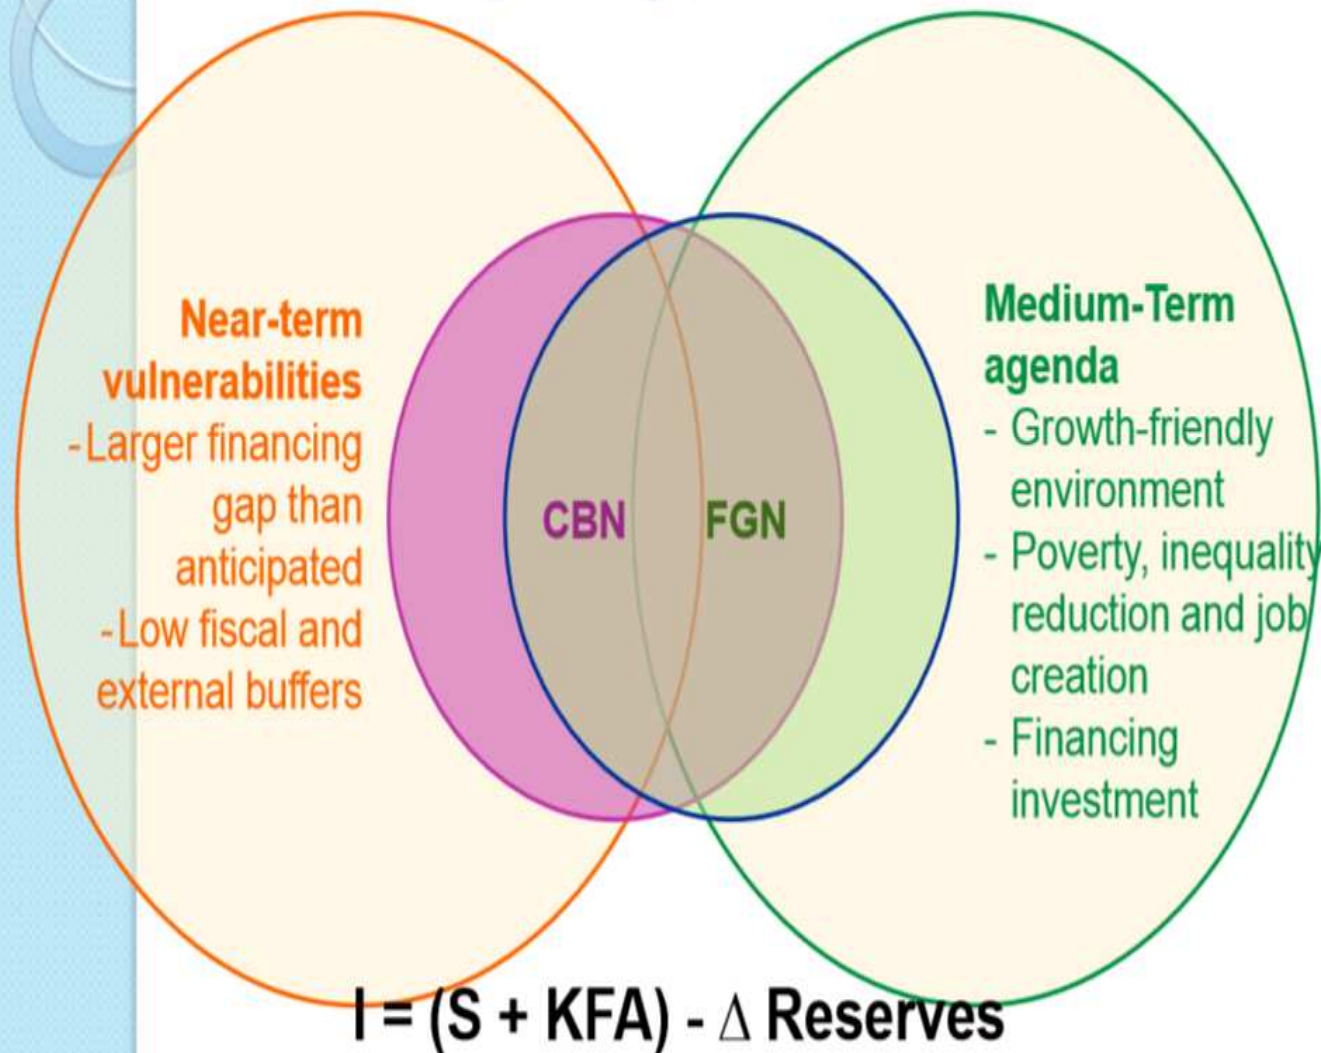 Near-term
vulnerabilities
-Larger financing
gap than
anticipated
-Low fiscal and
external buffers
CBN
FGN
Medium-Term
agenda
- Growth-friendly
environment
- Poverty, inequality
reduction and job
creation
- Financing
investment
I = (S + KFA) - Δ Reserves